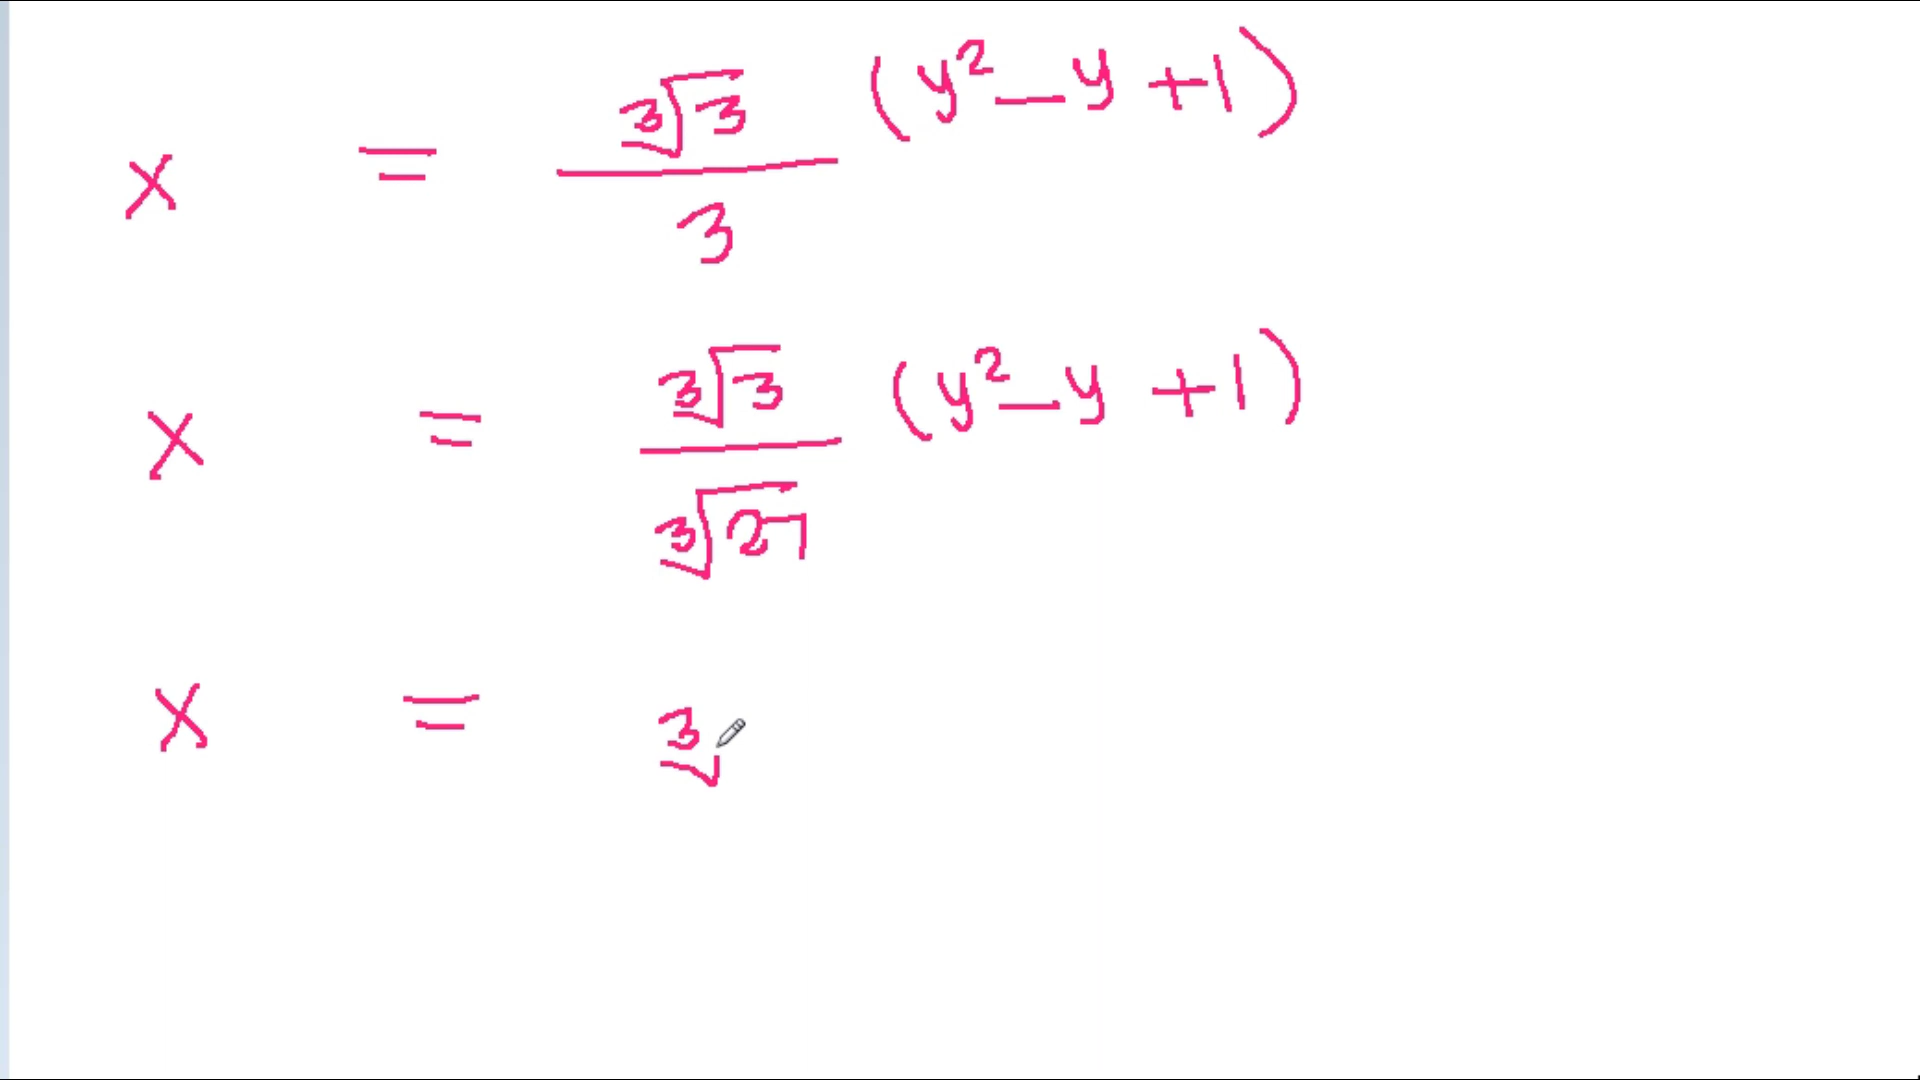 x = ∛3/3 (y² - y + 1)
x = ∛3/∛27 (y² - y + 1)
x = ∛